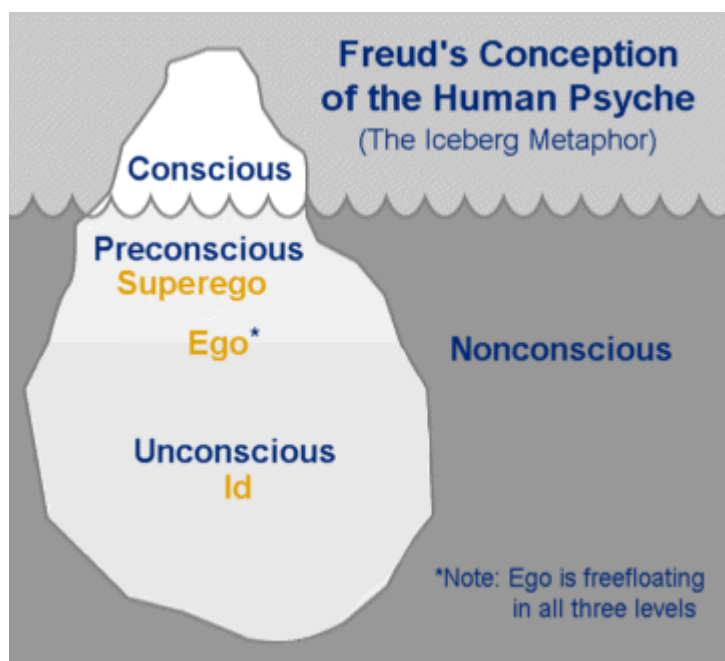 Freud's Conception
of the Human Psyche
(The Iceberg Metaphor)
Conscious
Preconscious
Superego
Ego*
Nonconscious
Unconscious
Id
*Note: Ego is freefloating
in all three levels